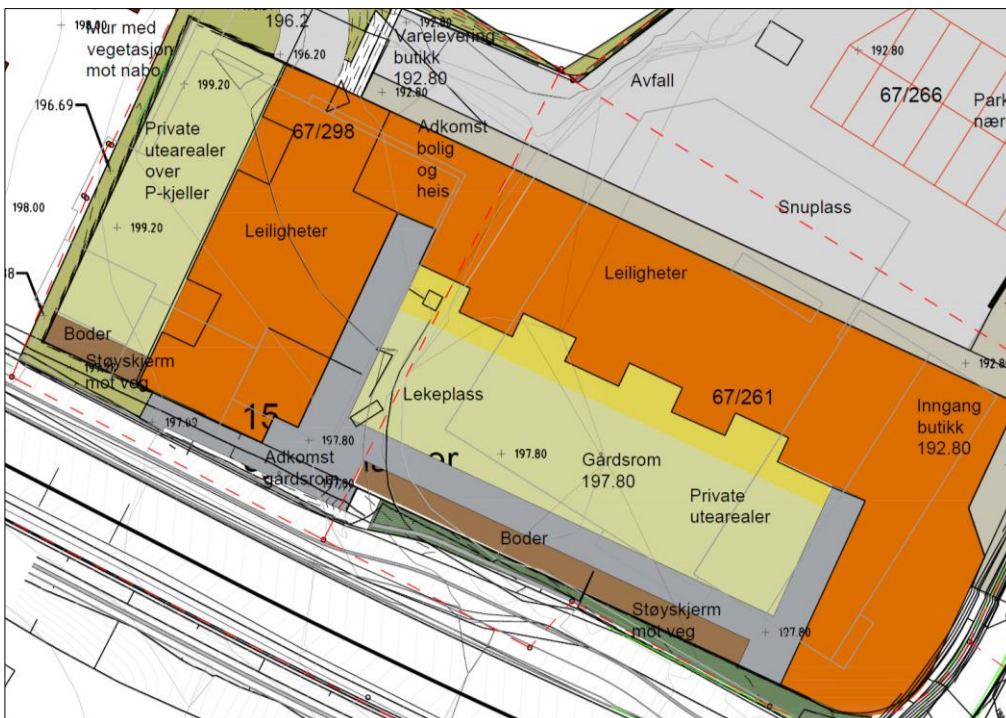 198.00
Mur med
vegetasjon
mot nabo
196.2
196.20
Varelevering
butikk
192.80
192.80
192.80
Avfall
192.80
67/266
Park
nær
196.69
199.20
Private
utearealer
over
P-kjeller
67/298
Adkomst
bolig
og
heis
Snuplass
198.00
199.20
Leiligheter
Leiligheter
38
Boder
Støyskjerm
mot veg
192.8
67/261
Lekeplass
Inngang
butikk
192.80
15
197.80
197.80
Adkomst
gårdsrom
197.80
er
Gårdsrom
197.80
Private
utearealer
Boder
Støyskjerm
mot veg
197.80